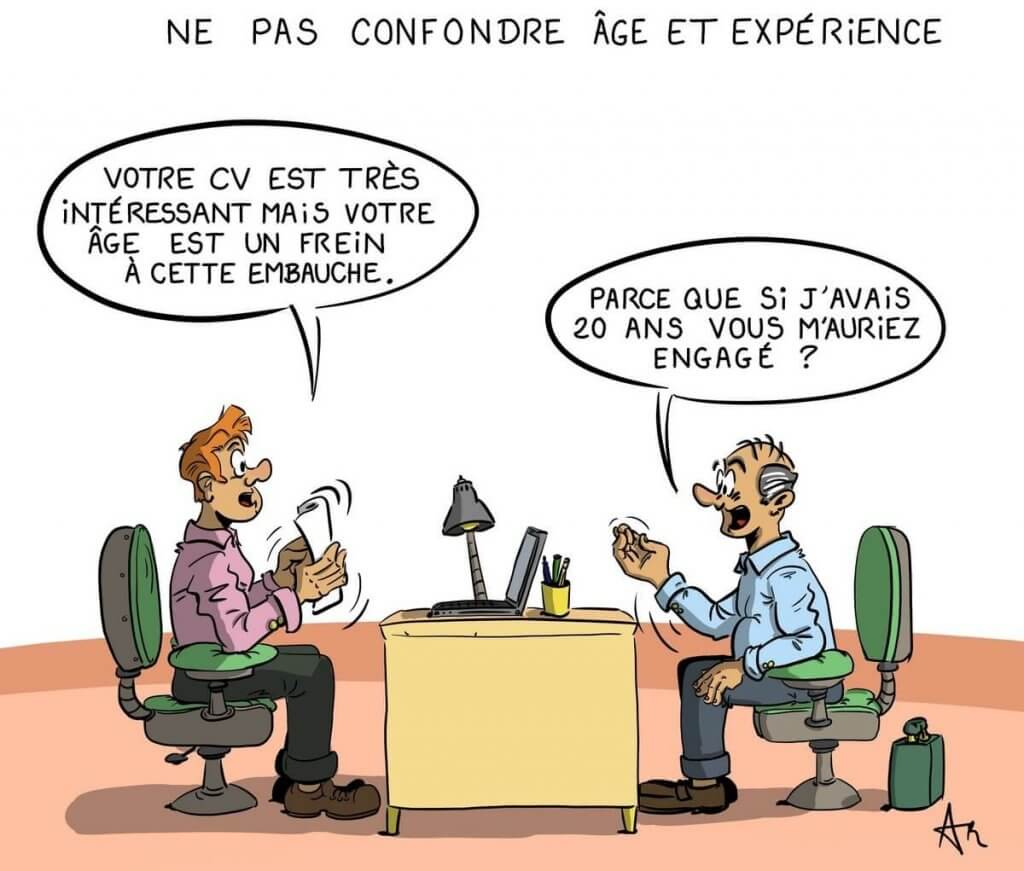 NE PAS CONFONDRE ÂGE ET EXPÉRiENCE
VOTRE CV EST TRÈS
iNTÉRESSANT MAiS VOTRE
ÂGE EST UN FREiN
À CETTE EMBAUCHE.
PARCE QUE Si J'AVAiS
20 ANS VOUS M'AURiEZ
ENGAGÉ ?